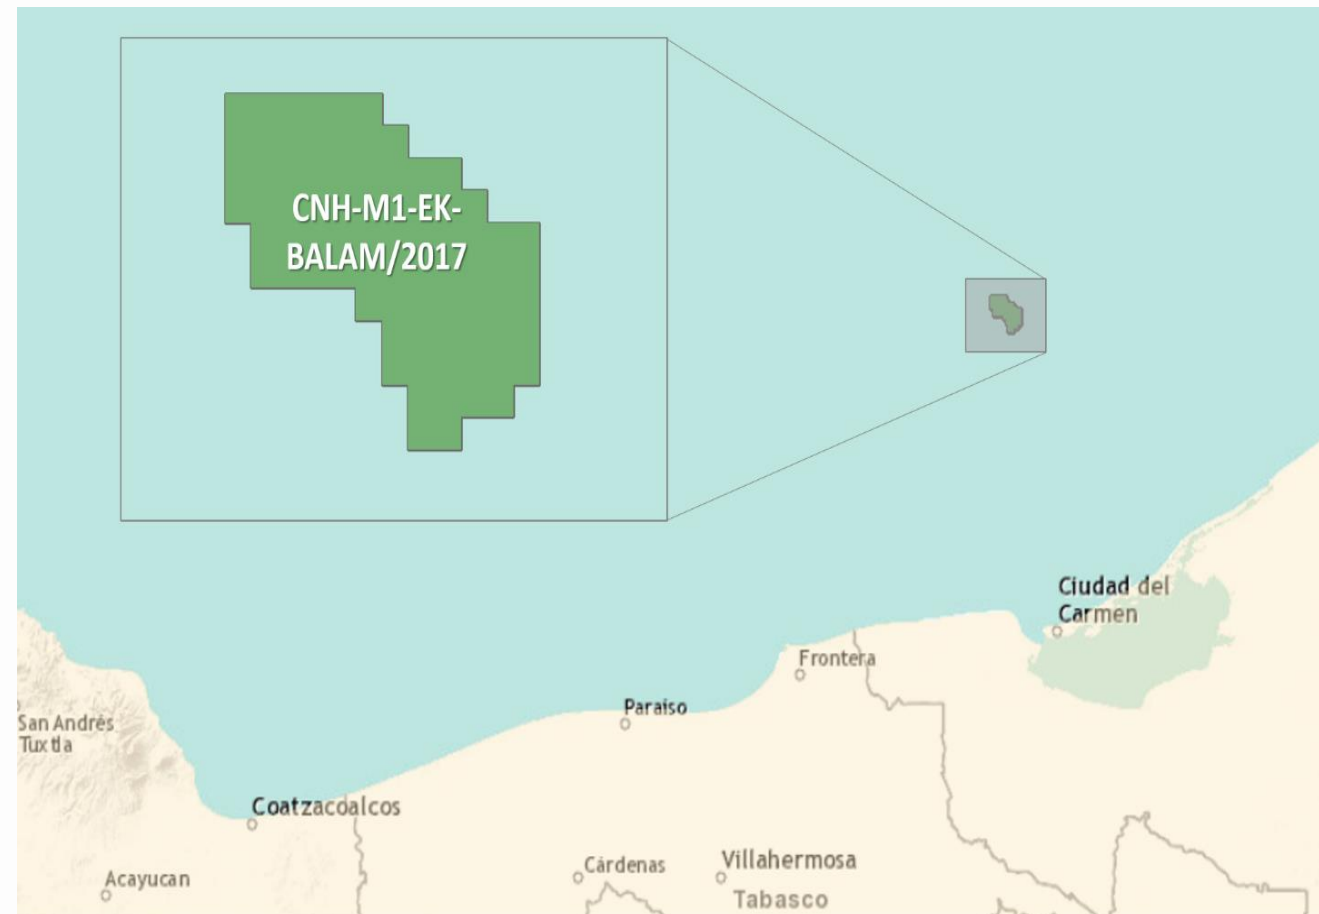 CNH-M1-EK-
BALAM/2017
Ciudad del
Carmen
Frontera
Paraíso
San Andrés
Tuxtla
Coatzacoalcos
Cárdenas
Villahermosa
Acayucan
Tabasco